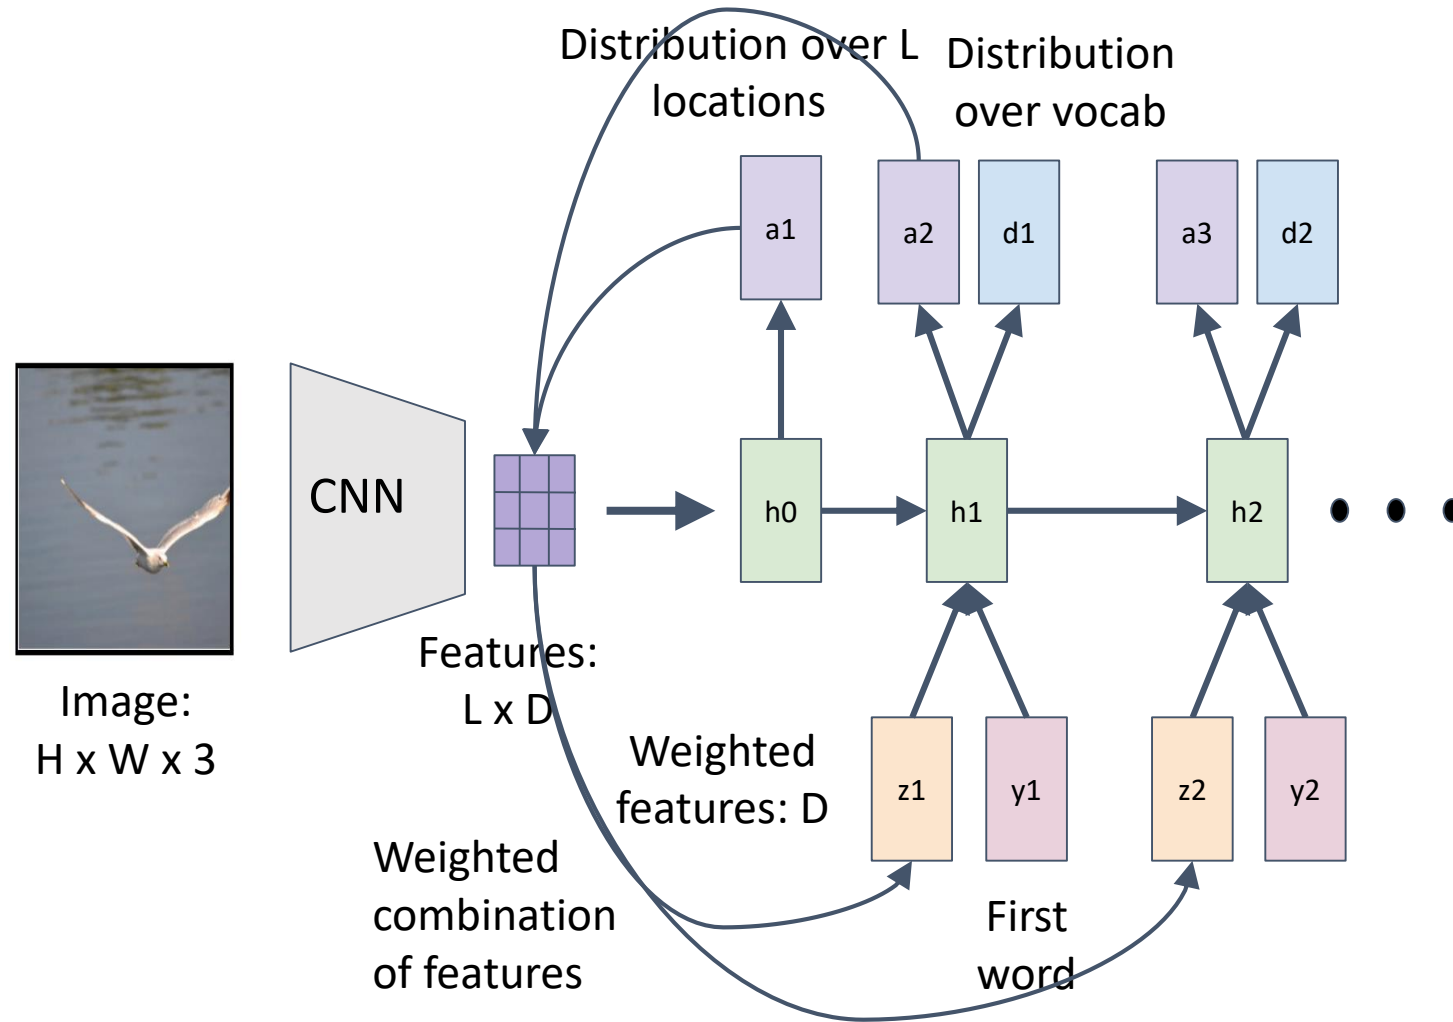 Distribution over L
locations
Distribution
over vocab
a1
a2
d1
a3
d2
CNN
h0
h1
h2
Features:
L x D
Image:
H x W x 3
Weighted
features: D
z1
y1
z2
y2
Weighted
combination
of features
First
word